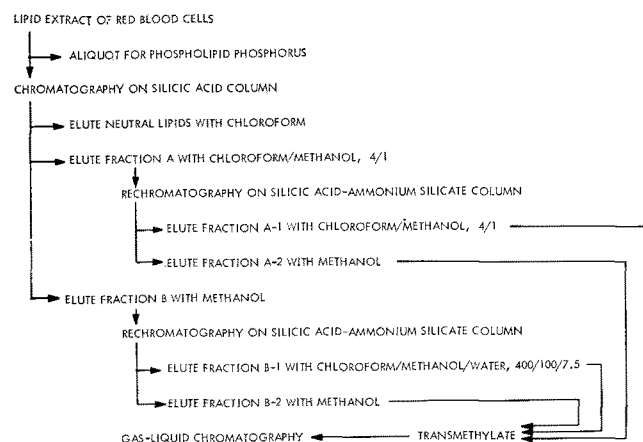 LIPID EXTRACT OF RED BLOOD CELLS
ALIQUOT FOR PHOSPHOLIPID PHOSPHORUS
CHROMATOGRAPHY ON SILICIC ACID COLUMN
ELUTE NEUTRAL LIPIDS WITH CHLOROFORM
ELUTE FRACTION A WITH CHLOROFORM/METHANOL, 4/1
RECHROMATOGRAPHY ON SILICIC ACID-AMMONIUM SILICATE COLUMN
ELUTE FRACTION A-1 WITH CHLOROFORM/METHANOL, 4/1
ELUTE FRACTION A-2 WITH METHANOL
ELUTE FRACTION B WITH METHANOL
RECHROMATOGRAPHY ON SILICIC ACID-AMMONIUM SILICATE COLUMN
ELUTE FRACTION B-1 WITH CHLOROFORM/METHANOL/WATER, 400/100/7.5
ELUTE FRACTION B-2 WITH METHANOL
GAS-LIQUID CHROMATOGRAPHY TRANSMETHYLATE